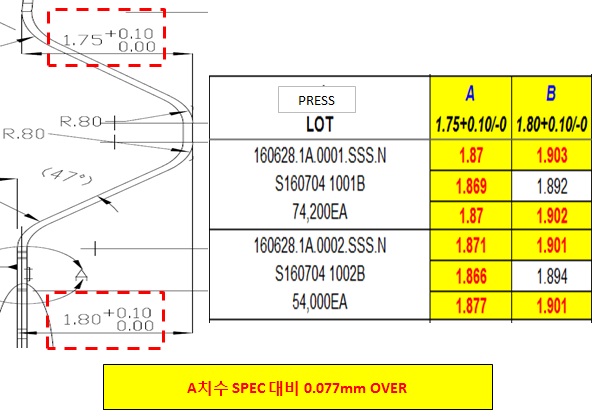 1.75 +0.10 0.00
R.80
R.80
(47°)
1.80 +0.10 0.00
PRESS
LOT
A
B
1.75+0.10/-0
1.80+0.10/-0
160628.1A.0001.SSS.N
1.87
1.903
S160704 1001B
1.869
1.892
74,200EA
1.87
1.902
160628.1A.0002.SSS.N
1.871
1.901
S160704 1002B
1.866
1.894
54,000EA
1.877
1.901
A치수 SPEC 대비 0.077mm OVER